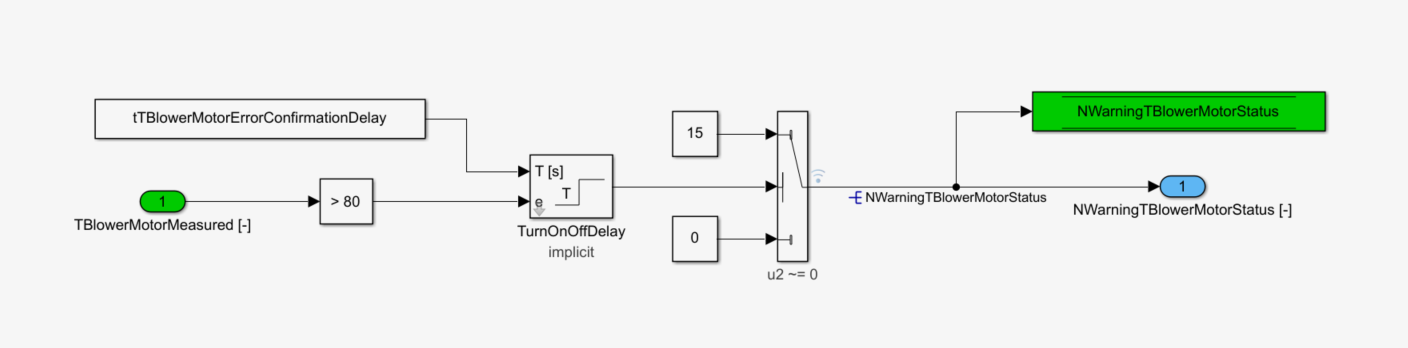 tTBlowerMotorErrorConfirmationDelay
15
NWarningTBlowerMotorStatus
T [s]
T
e
1
> 80
TBlowerMotorMeasured [-]
TurnOnOffDelay
implicit
0
u2 ~= 0
NWarningTBlowerMotorStatus
1
NWarningTBlowerMotorStatus [-]